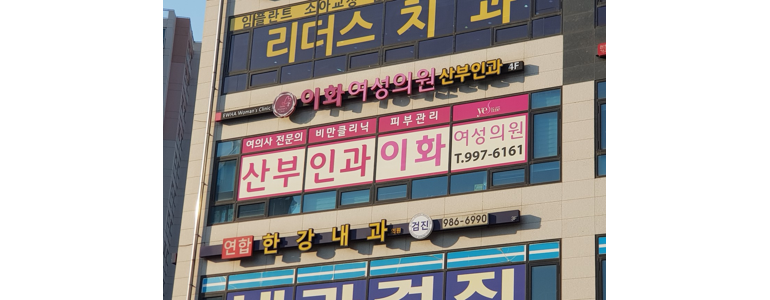 임플란트 소아교정
리더스치과
EWHA Woman's Clinic 이화여성의원 산부인과 4F
여의사 전문의 비만클리닉 피부관리 ye
산부인과이화 여성의원
T.997-6161
연합 한강내과 검진 986-6990
내과검진